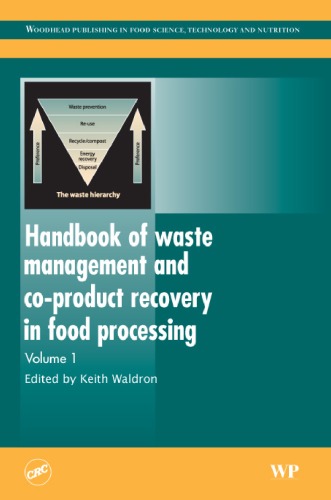 WOODHEAD PUBLISHING IN FOOD SCIENCE, TECHNOLOGY AND NUTRITION
Waste prevention
Re-use
Recycle/compost
Energy
recovery
Disposal
Preference
Preference
The waste hierarchy
Handbook of waste
management and
co-product recovery
in food processing
Volume 1
Edited by Keith Waldron
CRC
WP